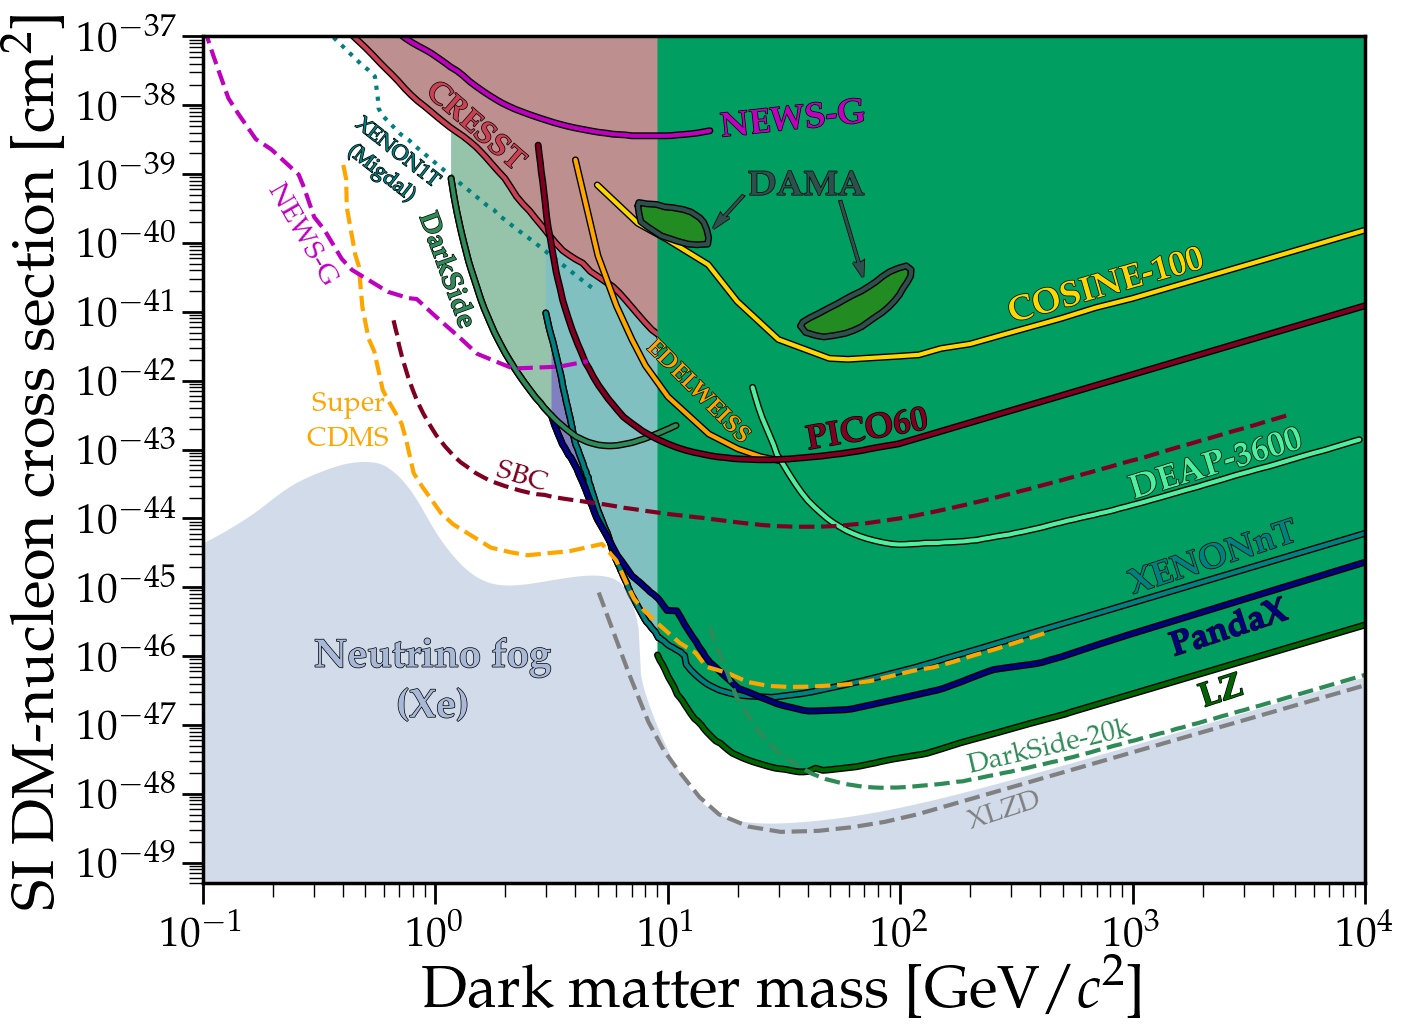 SI DM-nucleon cross section [cm²]
10⁻³⁷
10⁻³⁸
10⁻³⁹
10⁻⁴⁰
10⁻⁴¹
10⁻⁴²
10⁻⁴³
10⁻⁴⁴
10⁻⁴⁵
10⁻⁴⁶
10⁻⁴⁷
10⁻⁴⁸
10⁻⁴⁹
NEWS-G
CRESST
XENON1T
(Migdal)
DAMA
NEWS-G
DarkSide
COSINE-100
EDELWEISS
Super
CDMS
PICO60
SBC
DEAP-3600
XENONnT
PandaX
Neutrino fog
(Xe)
LZ
DarkSide-20k
XLZD
10⁻¹
10⁰
10¹
10²
10³
10⁴
Dark matter mass [GeV/c²]